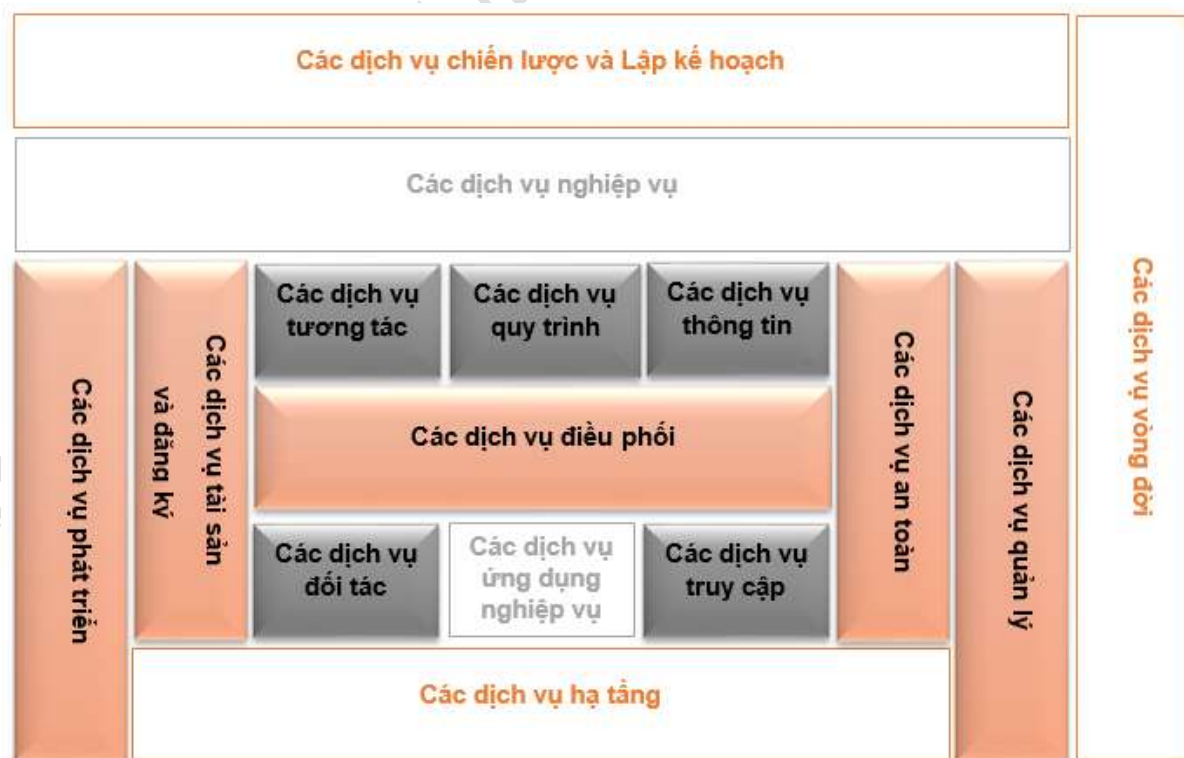 Các dịch vụ chiến lược và Lập kế hoạch
Các dịch vụ nghiệp vụ
Các dịch vụ phát triển
Các dịch vụ tài sản
và đăng ký
Các dịch vụ
tương tác
Các dịch vụ
quy trình
Các dịch vụ
thông tin
Các dịch vụ điều phối
Các dịch vụ
đối tác
Các dịch vụ
ứng dụng
nghiệp vụ
Các dịch vụ
truy cập
Các dịch vụ an toàn
Các dịch vụ quản lý
Các dịch vụ hạ tầng
Các dịch vụ vòng đời